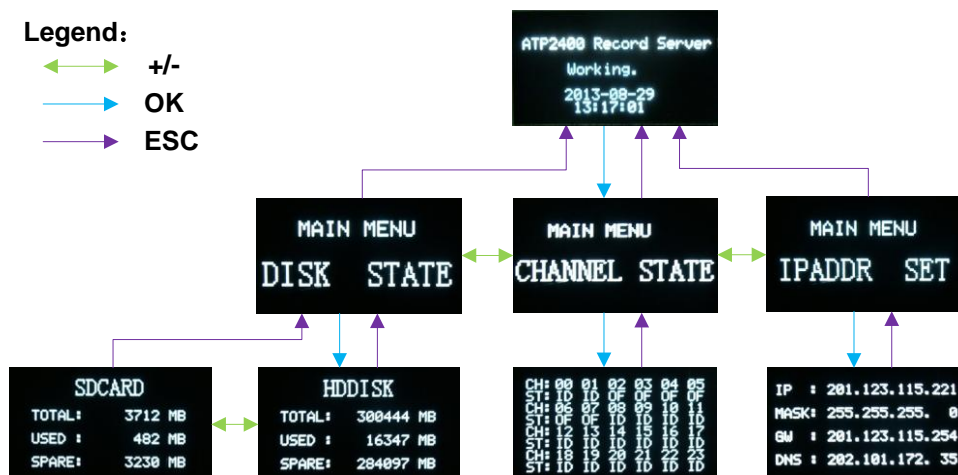 Legend：
+/-
OK
ESC
ATP2400 Record Server
Working.
2013-08-29
13:17:01
MAIN MENU
DISK STATE
MAIN MENU
CHANNEL STATE
MAIN MENU
IPADDR SET
SDCARD
TOTAL: 3712 MB
USED : 482 MB
SPARE: 3230 MB
HDDISK
TOTAL: 300444 MB
USED : 16347 MB
SPARE: 284097 MB
CH: 00 01 02 03 04 05
ST: ID ID OF OF OF OF
CH: 06 07 08 09 10 11
ST: OF OF ID ID ID ID
CH: 12 13 14 15 16 17
ST: ID ID ID ID ID ID
CH: 18 19 20 21 22 23
ST: ID ID ID ID ID ID
IP : 201.123.115.221
MASK: 255.255.255. 0
GW : 201.123.115.254
DNS : 202.101.172. 35